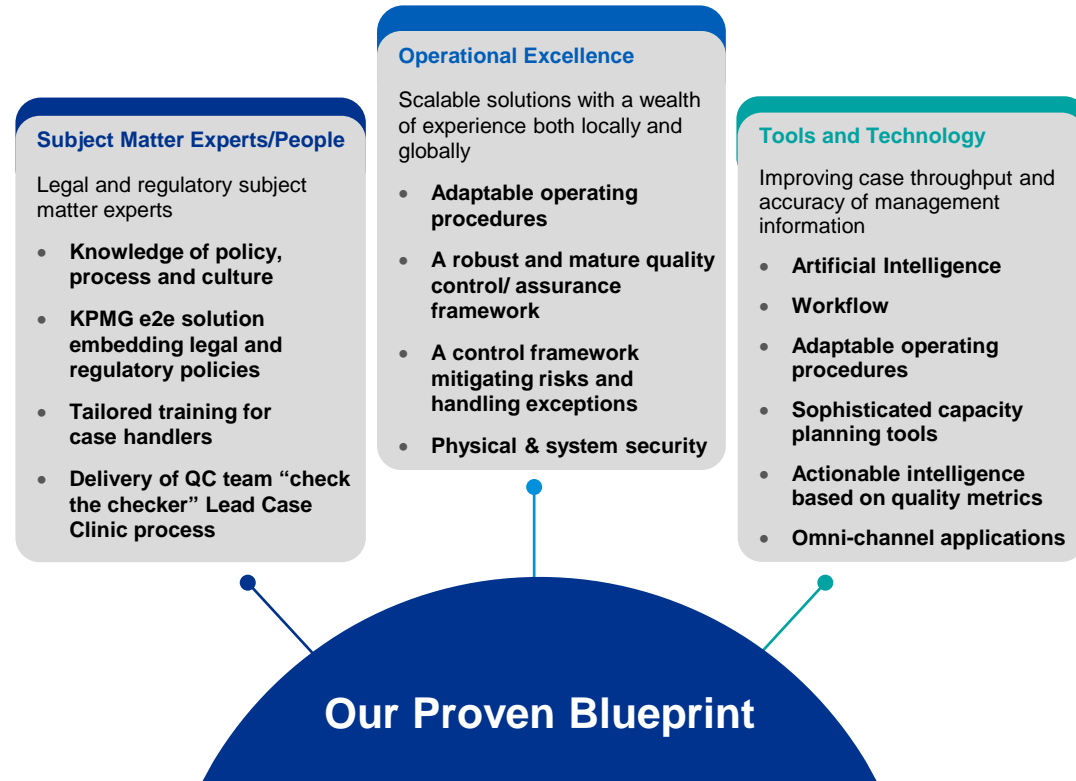 Subject Matter Experts/People
Legal and regulatory subject
matter experts
• Knowledge of policy,
process and culture
• KPMG e2e solution
embedding legal and
regulatory policies
• Tailored training for
case handlers
• Delivery of QC team “check
the checker” Lead Case
Clinic process
Operational Excellence
Scalable solutions with a wealth
of experience both locally and
globally
• Adaptable operating
procedures
• A robust and mature quality
control/ assurance
framework
• A control framework
mitigating risks and
handling exceptions
• Physical & system security
Tools and Technology
Improving case throughput and
accuracy of management
information
• Artificial Intelligence
• Workflow
• Adaptable operating
procedures
• Sophisticated capacity
planning tools
• Actionable intelligence
based on quality metrics
• Omni-channel applications
Our Proven Blueprint